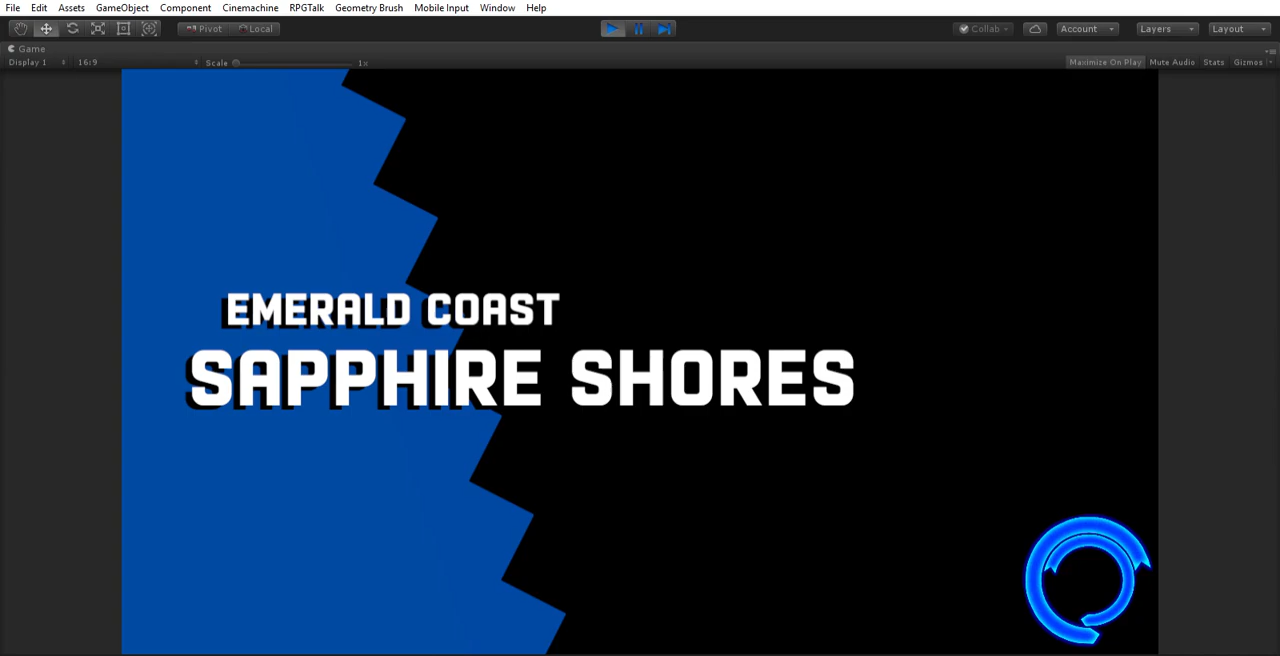 File Edit Assets GameObject Component Cinemachine RPGTalk Geometry Brush Mobile Input Window Help
Pivot Local Collab Account Layers Layout
Game
Display 1 16:9 Scale 1x Maximize On Play Mute Audio Stats Gizmos
EMERALD COAST
SAPPHIRE SHORES